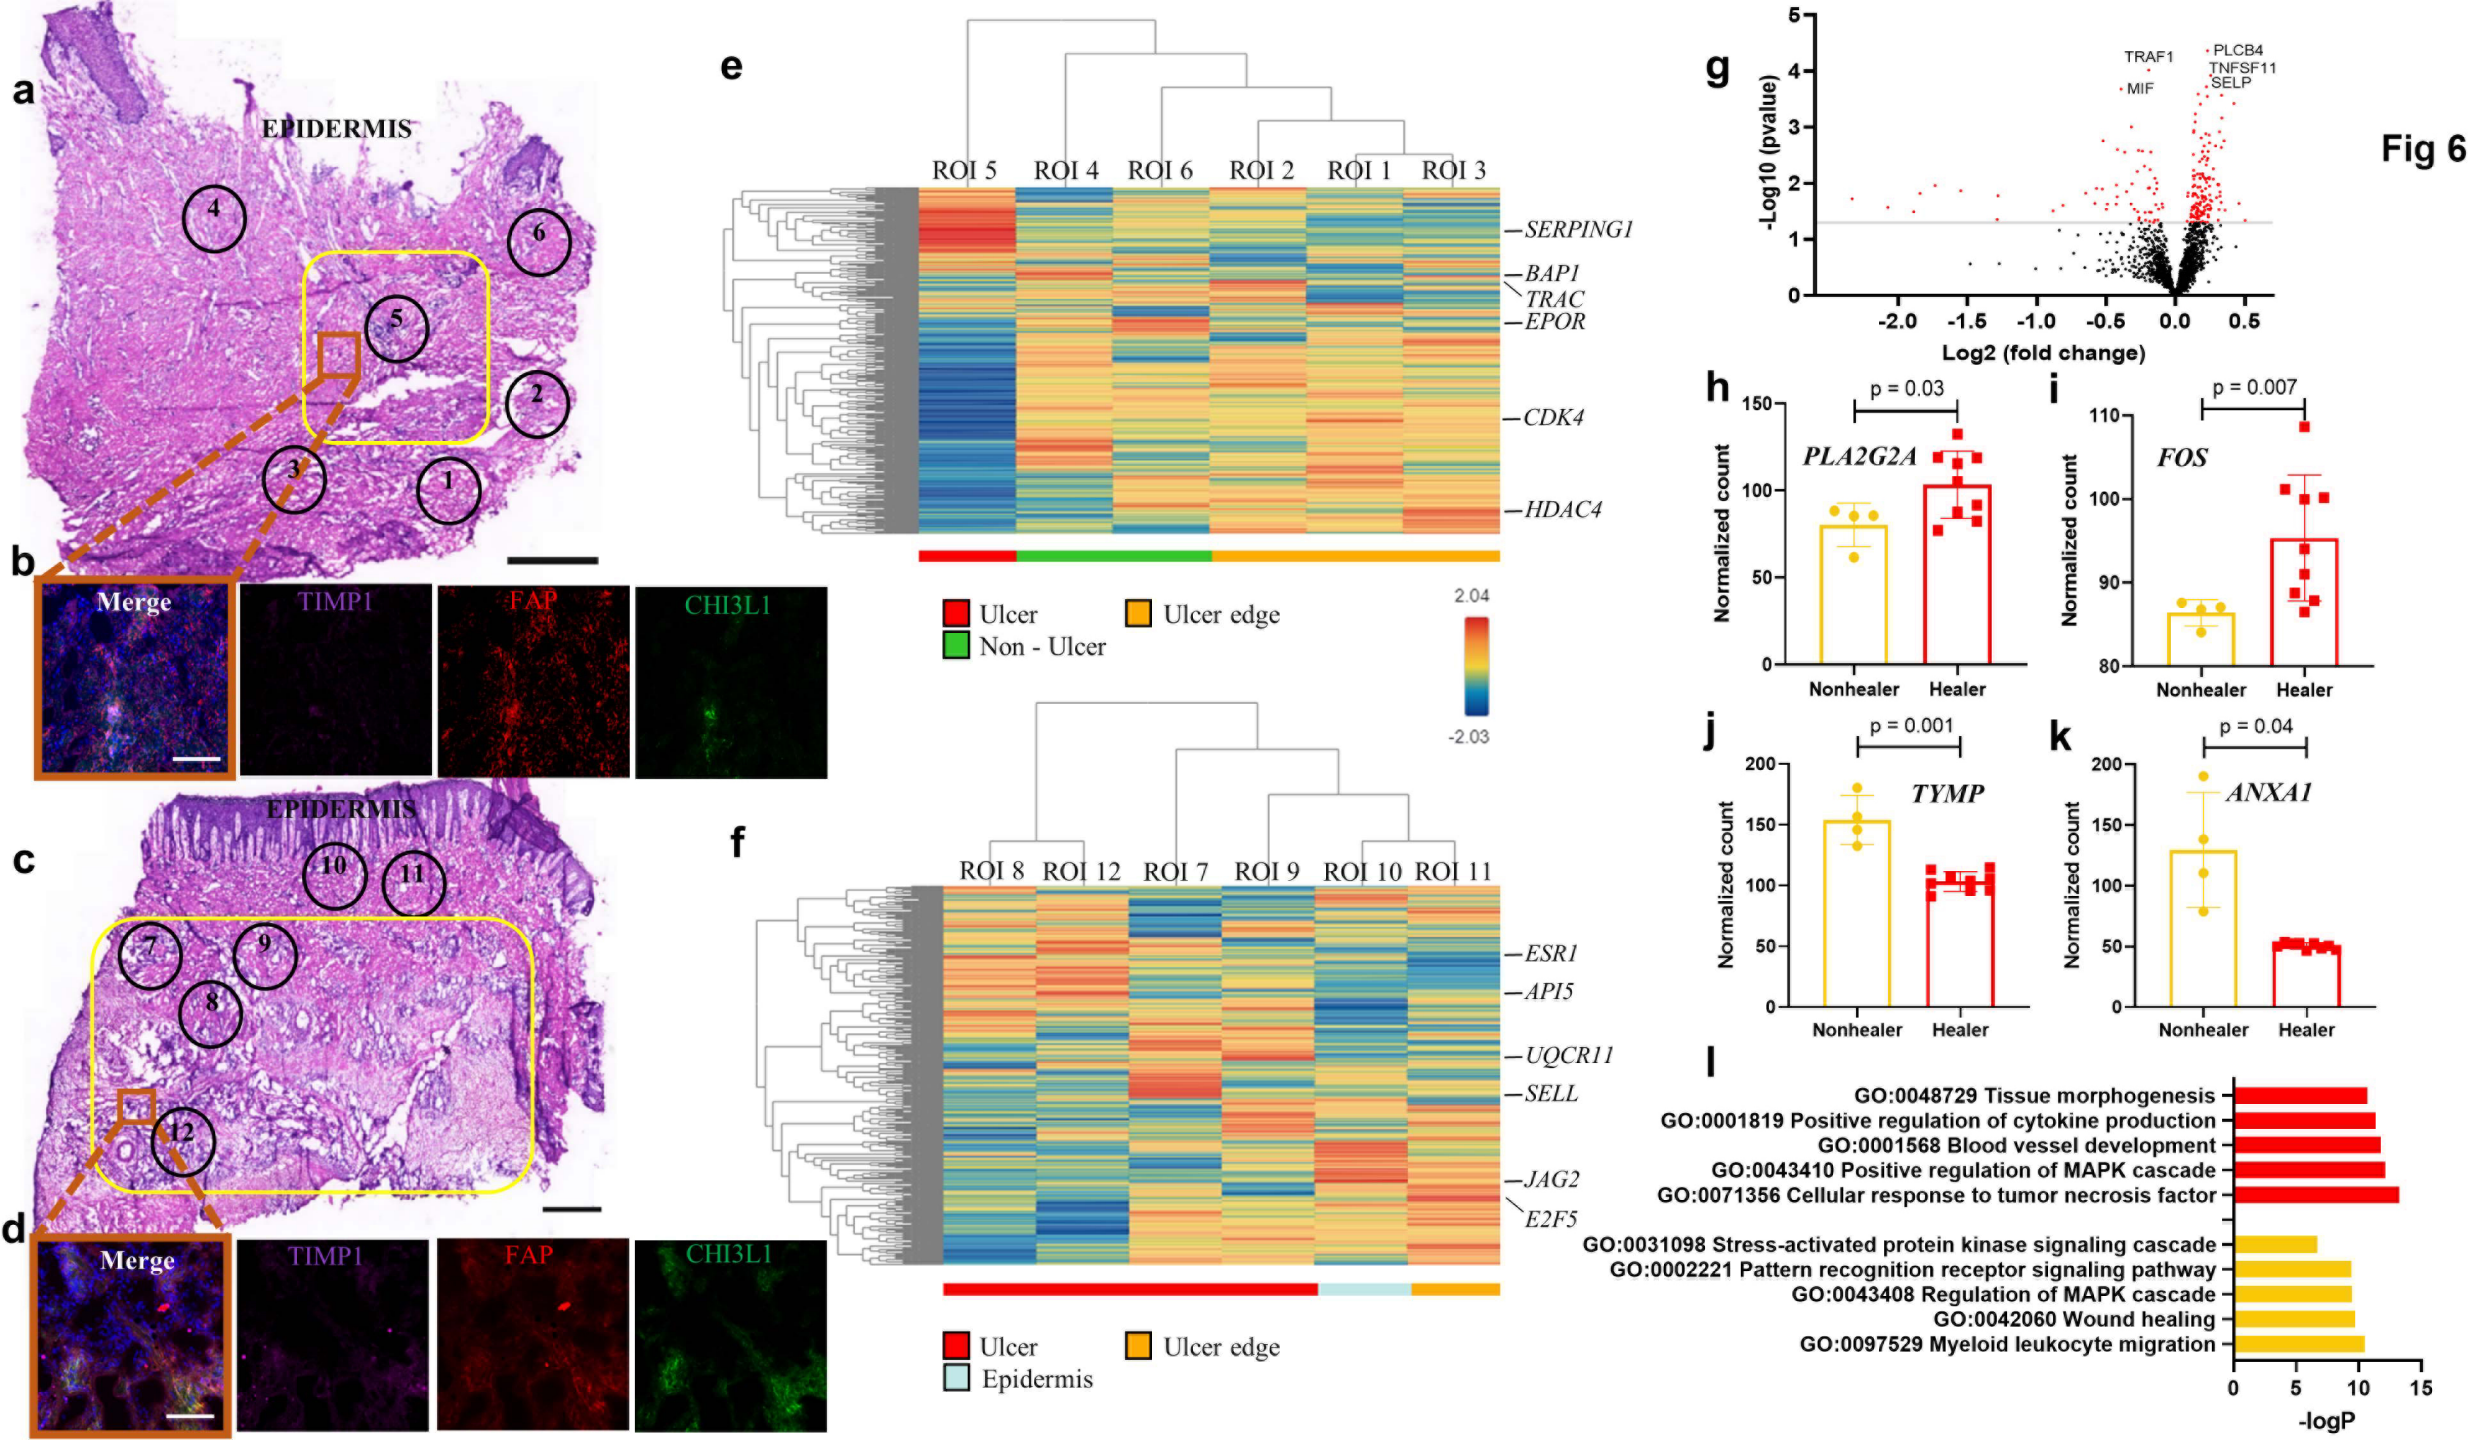 Fig 6
a
EPIDERMIS
4
6
5
2
3
1
b
Merge
TIMP1
FAP
CHI3L1
c
EPIDERMIS
10
11
7
9
8
12
d
Merge
TIMP1
FAP
CHI3L1
e
ROI 5
ROI 4
ROI 6
ROI 2
ROI 1
ROI 3
SERPING1
BAP1
TRAC
EPOR
CDK4
HDAC4
Ulcer
Ulcer edge
Non - Ulcer
2.04
-2.03
f
ROI 8
ROI 12
ROI 7
ROI 9
ROI 10
ROI 11
ESR1
API5
UQCR11
SELL
JAG2
E2F5
Ulcer
Ulcer edge
Epidermis
g
-Log10 (pvalue)
5
4
3
2
1
0
TRAF1
MIF
PLCB4
TNFSF11
SELP
-2.0
-1.5
-1.0
-0.5
0.0
0.5
Log2 (fold change)
h
p = 0.03
PLA2G2A
Normalized count
150
100
50
0
Nonhealer
Healer
i
p = 0.007
FOS
Normalized count
110
100
90
80
Nonhealer
Healer
j
p = 0.001
TYMP
Normalized count
200
150
100
50
0
Nonhealer
Healer
k
p = 0.04
ANXA1
Normalized count
200
150
100
50
0
Nonhealer
Healer
l
GO:0048729 Tissue morphogenesis
GO:0001819 Positive regulation of cytokine production
GO:0001568 Blood vessel development
GO:0043410 Positive regulation of MAPK cascade
GO:0071356 Cellular response to tumor necrosis factor
GO:0031098 Stress-activated protein kinase signaling cascade
GO:0002221 Pattern recognition receptor signaling pathway
GO:0043408 Regulation of MAPK cascade
GO:0042060 Wound healing
GO:0097529 Myeloid leukocyte migration
0
5
10
15
-logP